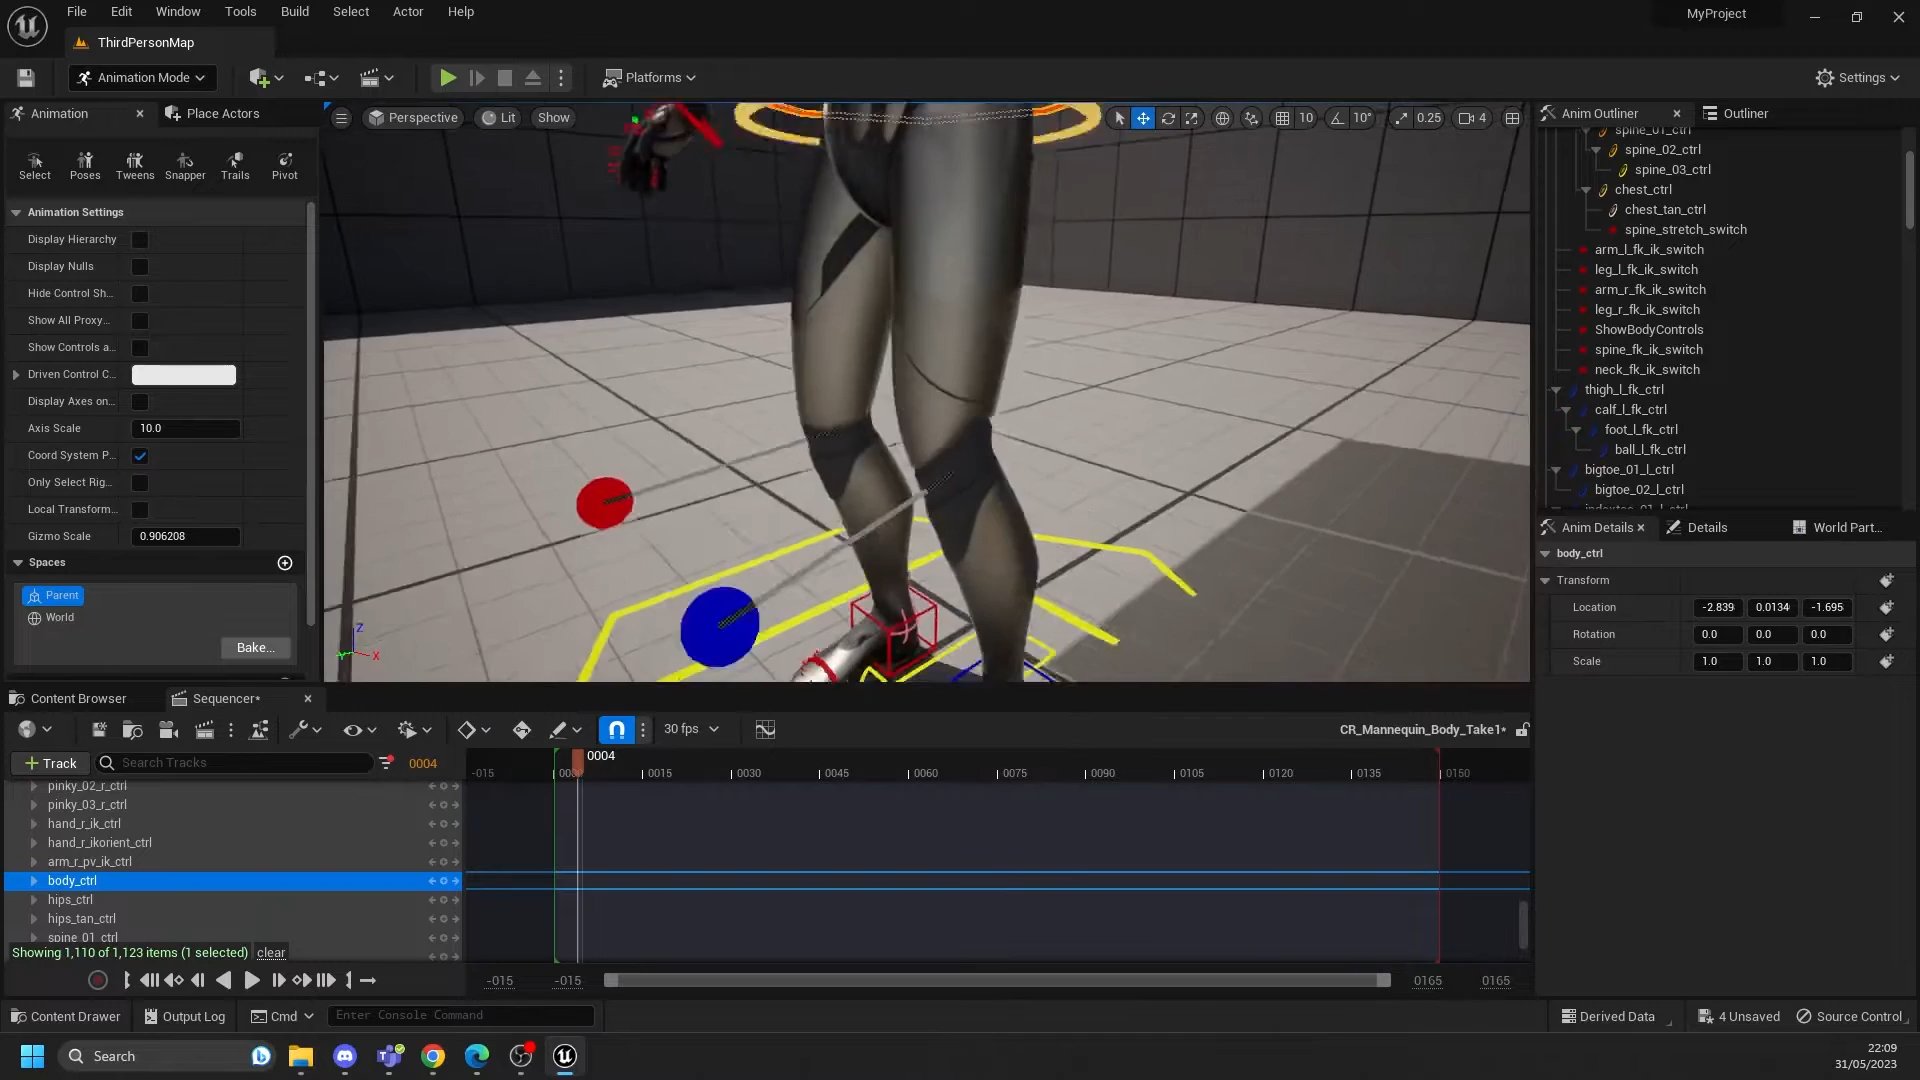 File Edit Window Tools Build Select Actor Help
MyProject
ThirdPersonMap
Animation Mode
Platforms
Settings
Animation
Place Actors
Perspective
Lit
Show
10
10°
0.25
4
Anim Outliner
Outliner
Select Poses Tweens Snapper Trails Pivot
Animation Settings
Display Hierarchy
Display Nulls
Hide Control Sh...
Show All Proxy...
Show Controls a...
Driven Control C...
Display Axes on...
Axis Scale 10.0
Coord System P...
Only Select Rig...
Local Transform...
Gizmo Scale 0.906208
Spaces
Parent
World
Bake...
Z
Y
X
spine_01_ctrl
spine_02_ctrl
spine_03_ctrl
chest_ctrl
chest_tan_ctrl
spine_stretch_switch
arm_l_fk_ik_switch
leg_l_fk_ik_switch
arm_r_fk_ik_switch
leg_r_fk_ik_switch
ShowBodyControls
spine_fk_ik_switch
neck_fk_ik_switch
thigh_l_fk_ctrl
calf_l_fk_ctrl
foot_l_fk_ctrl
ball_l_fk_ctrl
bigtoe_01_l_ctrl
bigtoe_02_l_ctrl
Anim Details
Details
World Part...
body_ctrl
Transform
Location -2.839 0.0134 -1.695
Rotation 0.0 0.0 0.0
Scale 1.0 1.0 1.0
Content Browser
Sequencer*
30 fps
CR_Mannequin_Body_Take1*
Track
Search Tracks
0004
0004
-015 0015 0030 0045 0060 0075 0090 0105 0120 0135 0150
pinky_02_r_ctrl
pinky_03_r_ctrl
hand_r_ik_ctrl
hand_r_ikorient_ctrl
arm_r_pv_ik_ctrl
body_ctrl
hips_ctrl
hips_tan_ctrl
spine_01_ctrl
Showing 1,110 of 1,123 items (1 selected) clear
-015 -015 0165 0165
Content Drawer
Output Log
Cmd
Enter Console Command
Derived Data
4 Unsaved
Source Control
Search
22:09
31/05/2023